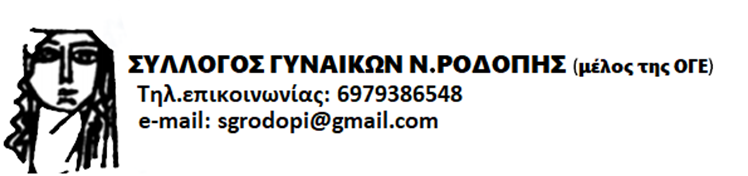 ΣΥΛΛΟΓΟΣ ΓΥΝΑΙΚΩΝ Ν.ΡΟΔΟΠΗΣ (μέλος της ΟΓΕ)
Τηλ.επικοινωνίας: 6979386548
e-mail: sgrodopi@gmail.com